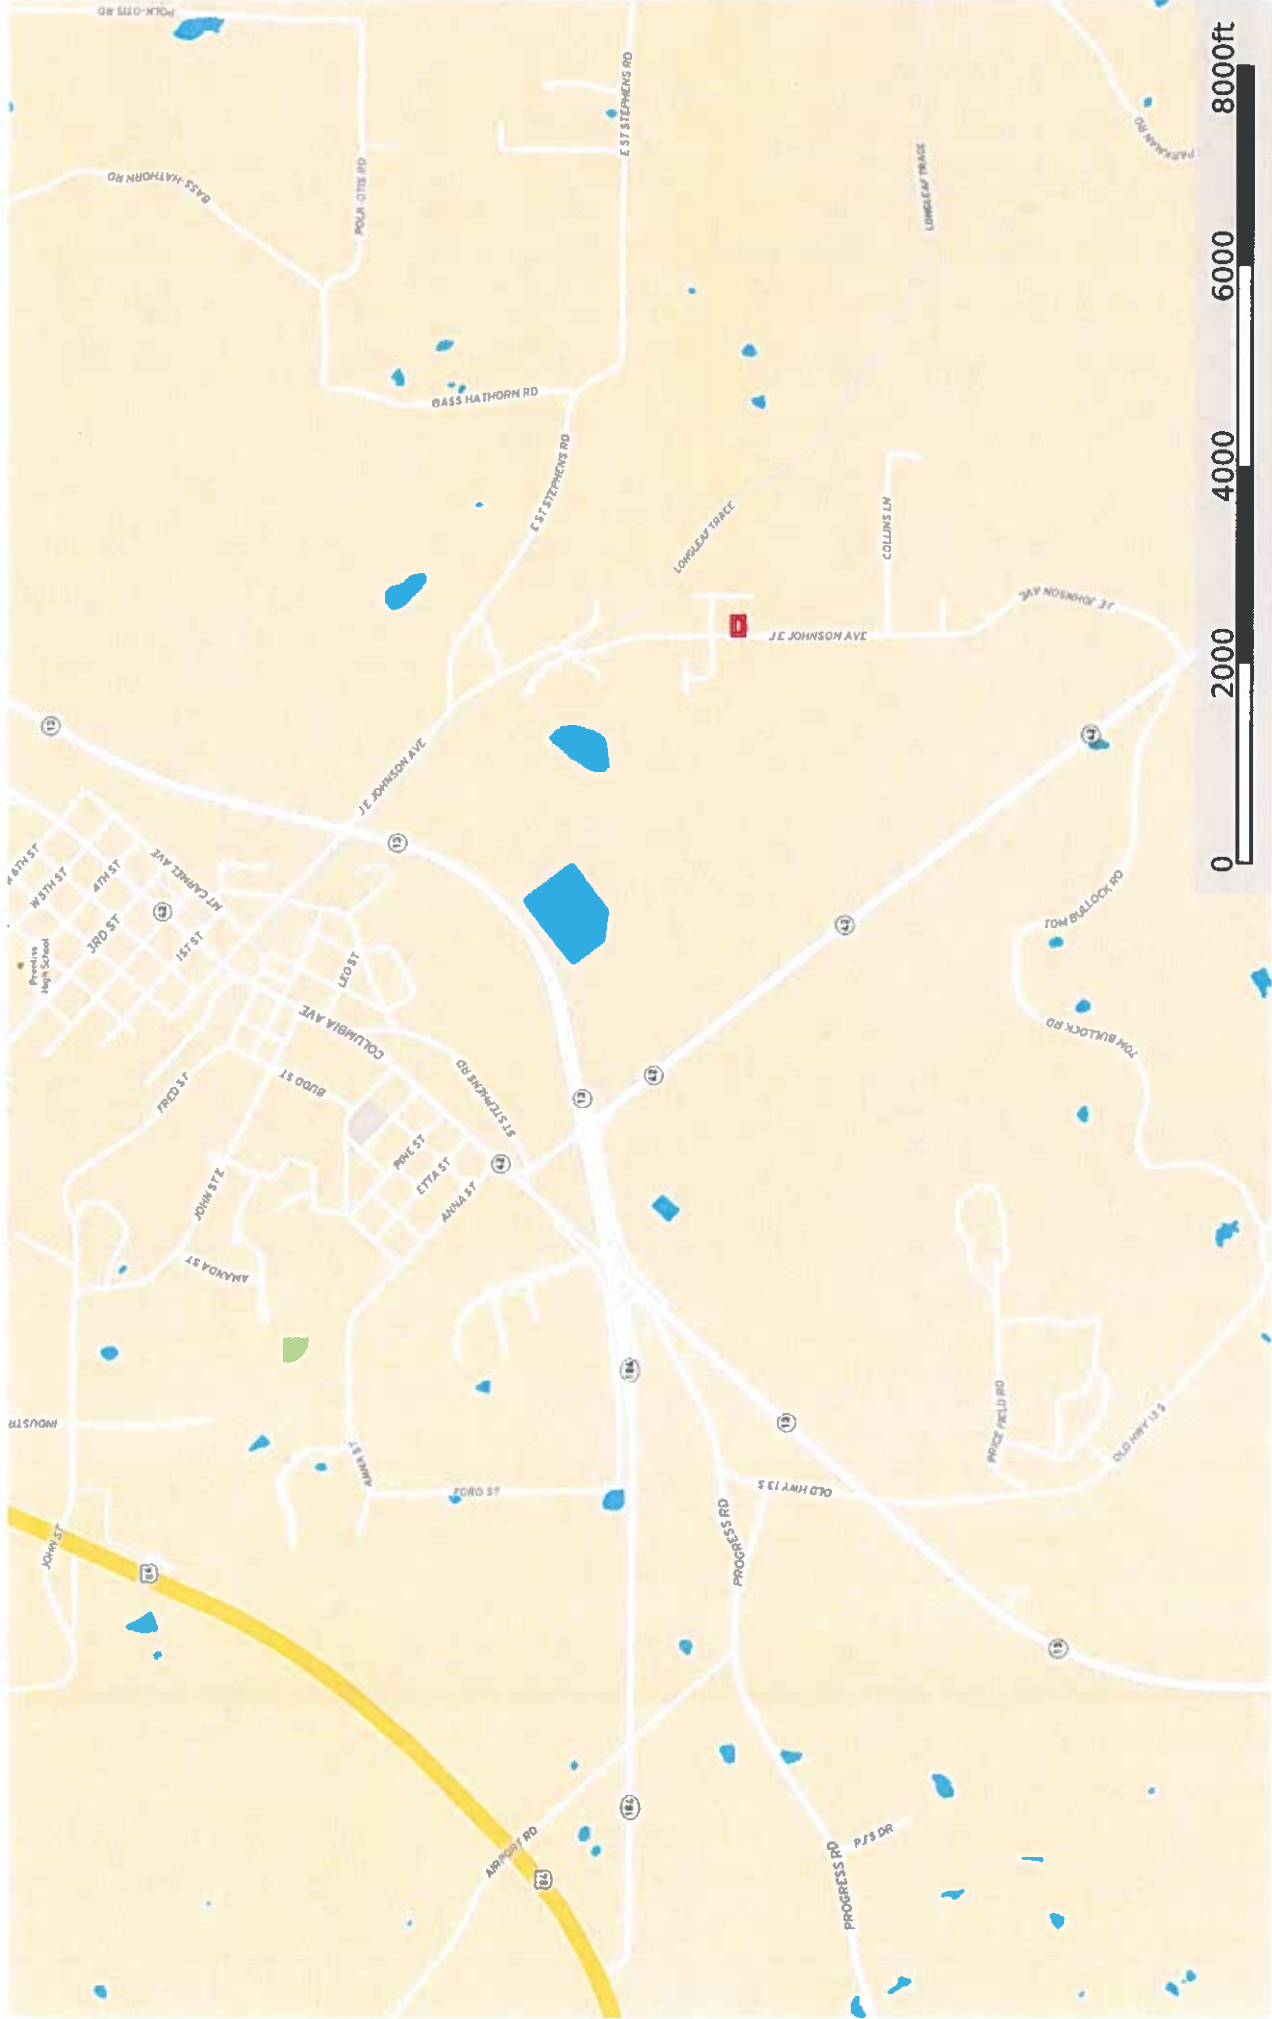 POLK-OTIS RD
BASS-HATHORN RD
POLK-OTIS RD
E ST STEPHENS RD
PARKMAN RD
LONGLEAF TRACE
BASS HATHORN RD
E ST STEPHENS RD
LONGLEAF TRACE
COLLINS LN
J E JOHNSON AVE
J E JOHNSON AVE
J E JOHNSON AVE
13
13
42
W 5TH ST
4TH ST
3RD ST
1ST ST
MT CARMEL AVE
42
Prentiss
High School
LEO ST
COLUMBIA AVE
FRED ST
BUDD ST
ST STEPHENS RD
PINE ST
ETTA ST
ANNA ST
42
13
42
42
TOM BULLOCK RD
TOM BULLOCK RD
JOHN ST E
AMANDA ST
INDUSTR
ANNA ST
FORD ST
184
13
PRICE FIELD RD
OLD HWY 13 S
OLD HWY 13 S
PROGRESS RD
JOHN ST
84
13
AIRPORT RD
84
184
PROGRESS RD
PJ'S DR
0
2000
4000
6000
8000ft